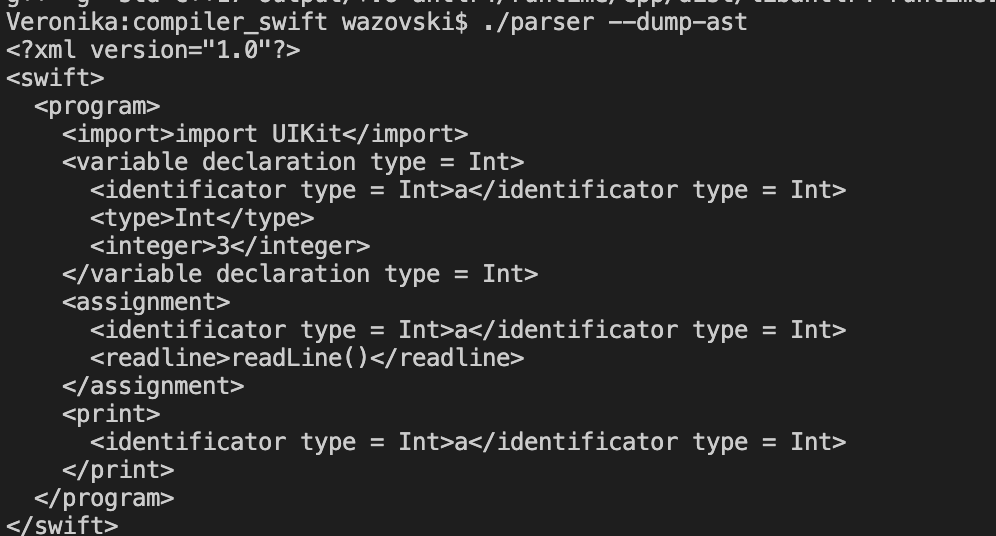 Veronika:compiler_swift wazovski$ ./parser --dump-ast
<?xml version="1.0"?>
<swift>
  <program>
    <import>import UIKit</import>
    <variable declaration type = Int>
      <identificator type = Int>a</identificator type = Int>
      <type>Int</type>
      <integer>3</integer>
    </variable declaration type = Int>
    <assignment>
      <identificator type = Int>a</identificator type = Int>
      <readline>readLine()</readline>
    </assignment>
    <print>
      <identificator type = Int>a</identificator type = Int>
    </print>
  </program>
</swift>